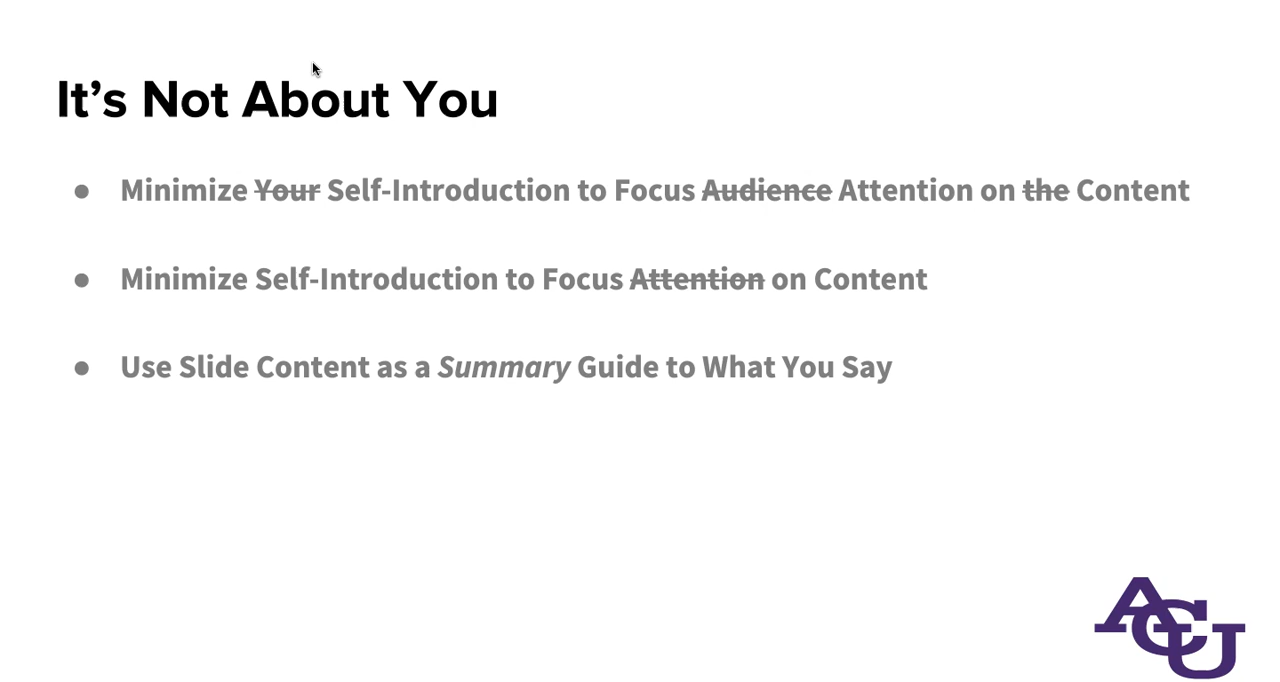 It’s Not About You
● Minimize Your Self-Introduction to Focus Audience Attention on the Content
● Minimize Self-Introduction to Focus Attention on Content
● Use Slide Content as a Summary Guide to What You Say
ACU